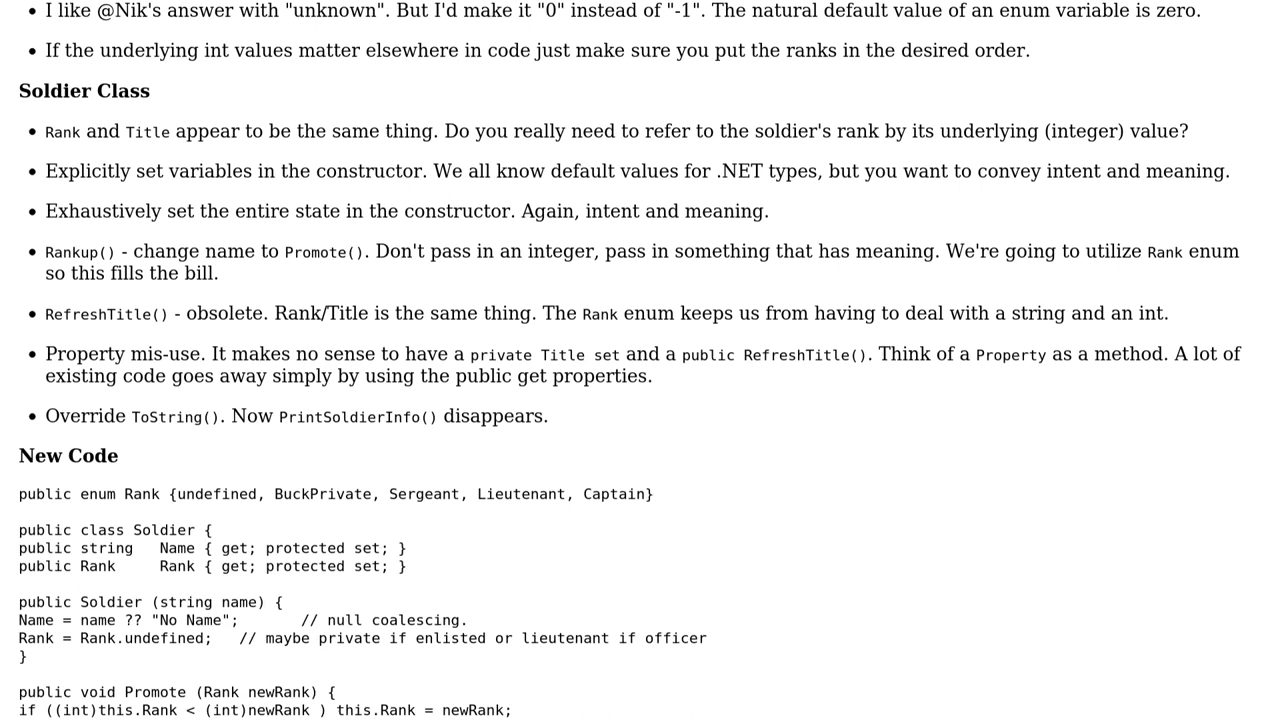 • I like @Nik's answer with "unknown". But I'd make it "0" instead of "-1". The natural default value of an enum variable is zero.
• If the underlying int values matter elsewhere in code just make sure you put the ranks in the desired order.
Soldier Class
• Rank and Title appear to be the same thing. Do you really need to refer to the soldier's rank by its underlying (integer) value?
• Explicitly set variables in the constructor. We all know default values for .NET types, but you want to convey intent and meaning.
• Exhaustively set the entire state in the constructor. Again, intent and meaning.
• Rankup() - change name to Promote(). Don't pass in an integer, pass in something that has meaning. We're going to utilize Rank enum
so this fills the bill.
• RefreshTitle() - obsolete. Rank/Title is the same thing. The Rank enum keeps us from having to deal with a string and an int.
• Property mis-use. It makes no sense to have a private Title set and a public RefreshTitle(). Think of a Property as a method. A lot of
existing code goes away simply by using the public get properties.
• Override ToString(). Now PrintSoldierInfo() disappears.
New Code
public enum Rank {undefined, BuckPrivate, Sergeant, Lieutenant, Captain}
public class Soldier {
public string   Name { get; protected set; }
public Rank     Rank { get; protected set; }
public Soldier (string name) {
Name = name ?? "No Name";       // null coalescing.
Rank = Rank.undefined;   // maybe private if enlisted or lieutenant if officer
}
public void Promote (Rank newRank) {
if ((int)this.Rank < (int)newRank ) this.Rank = newRank;